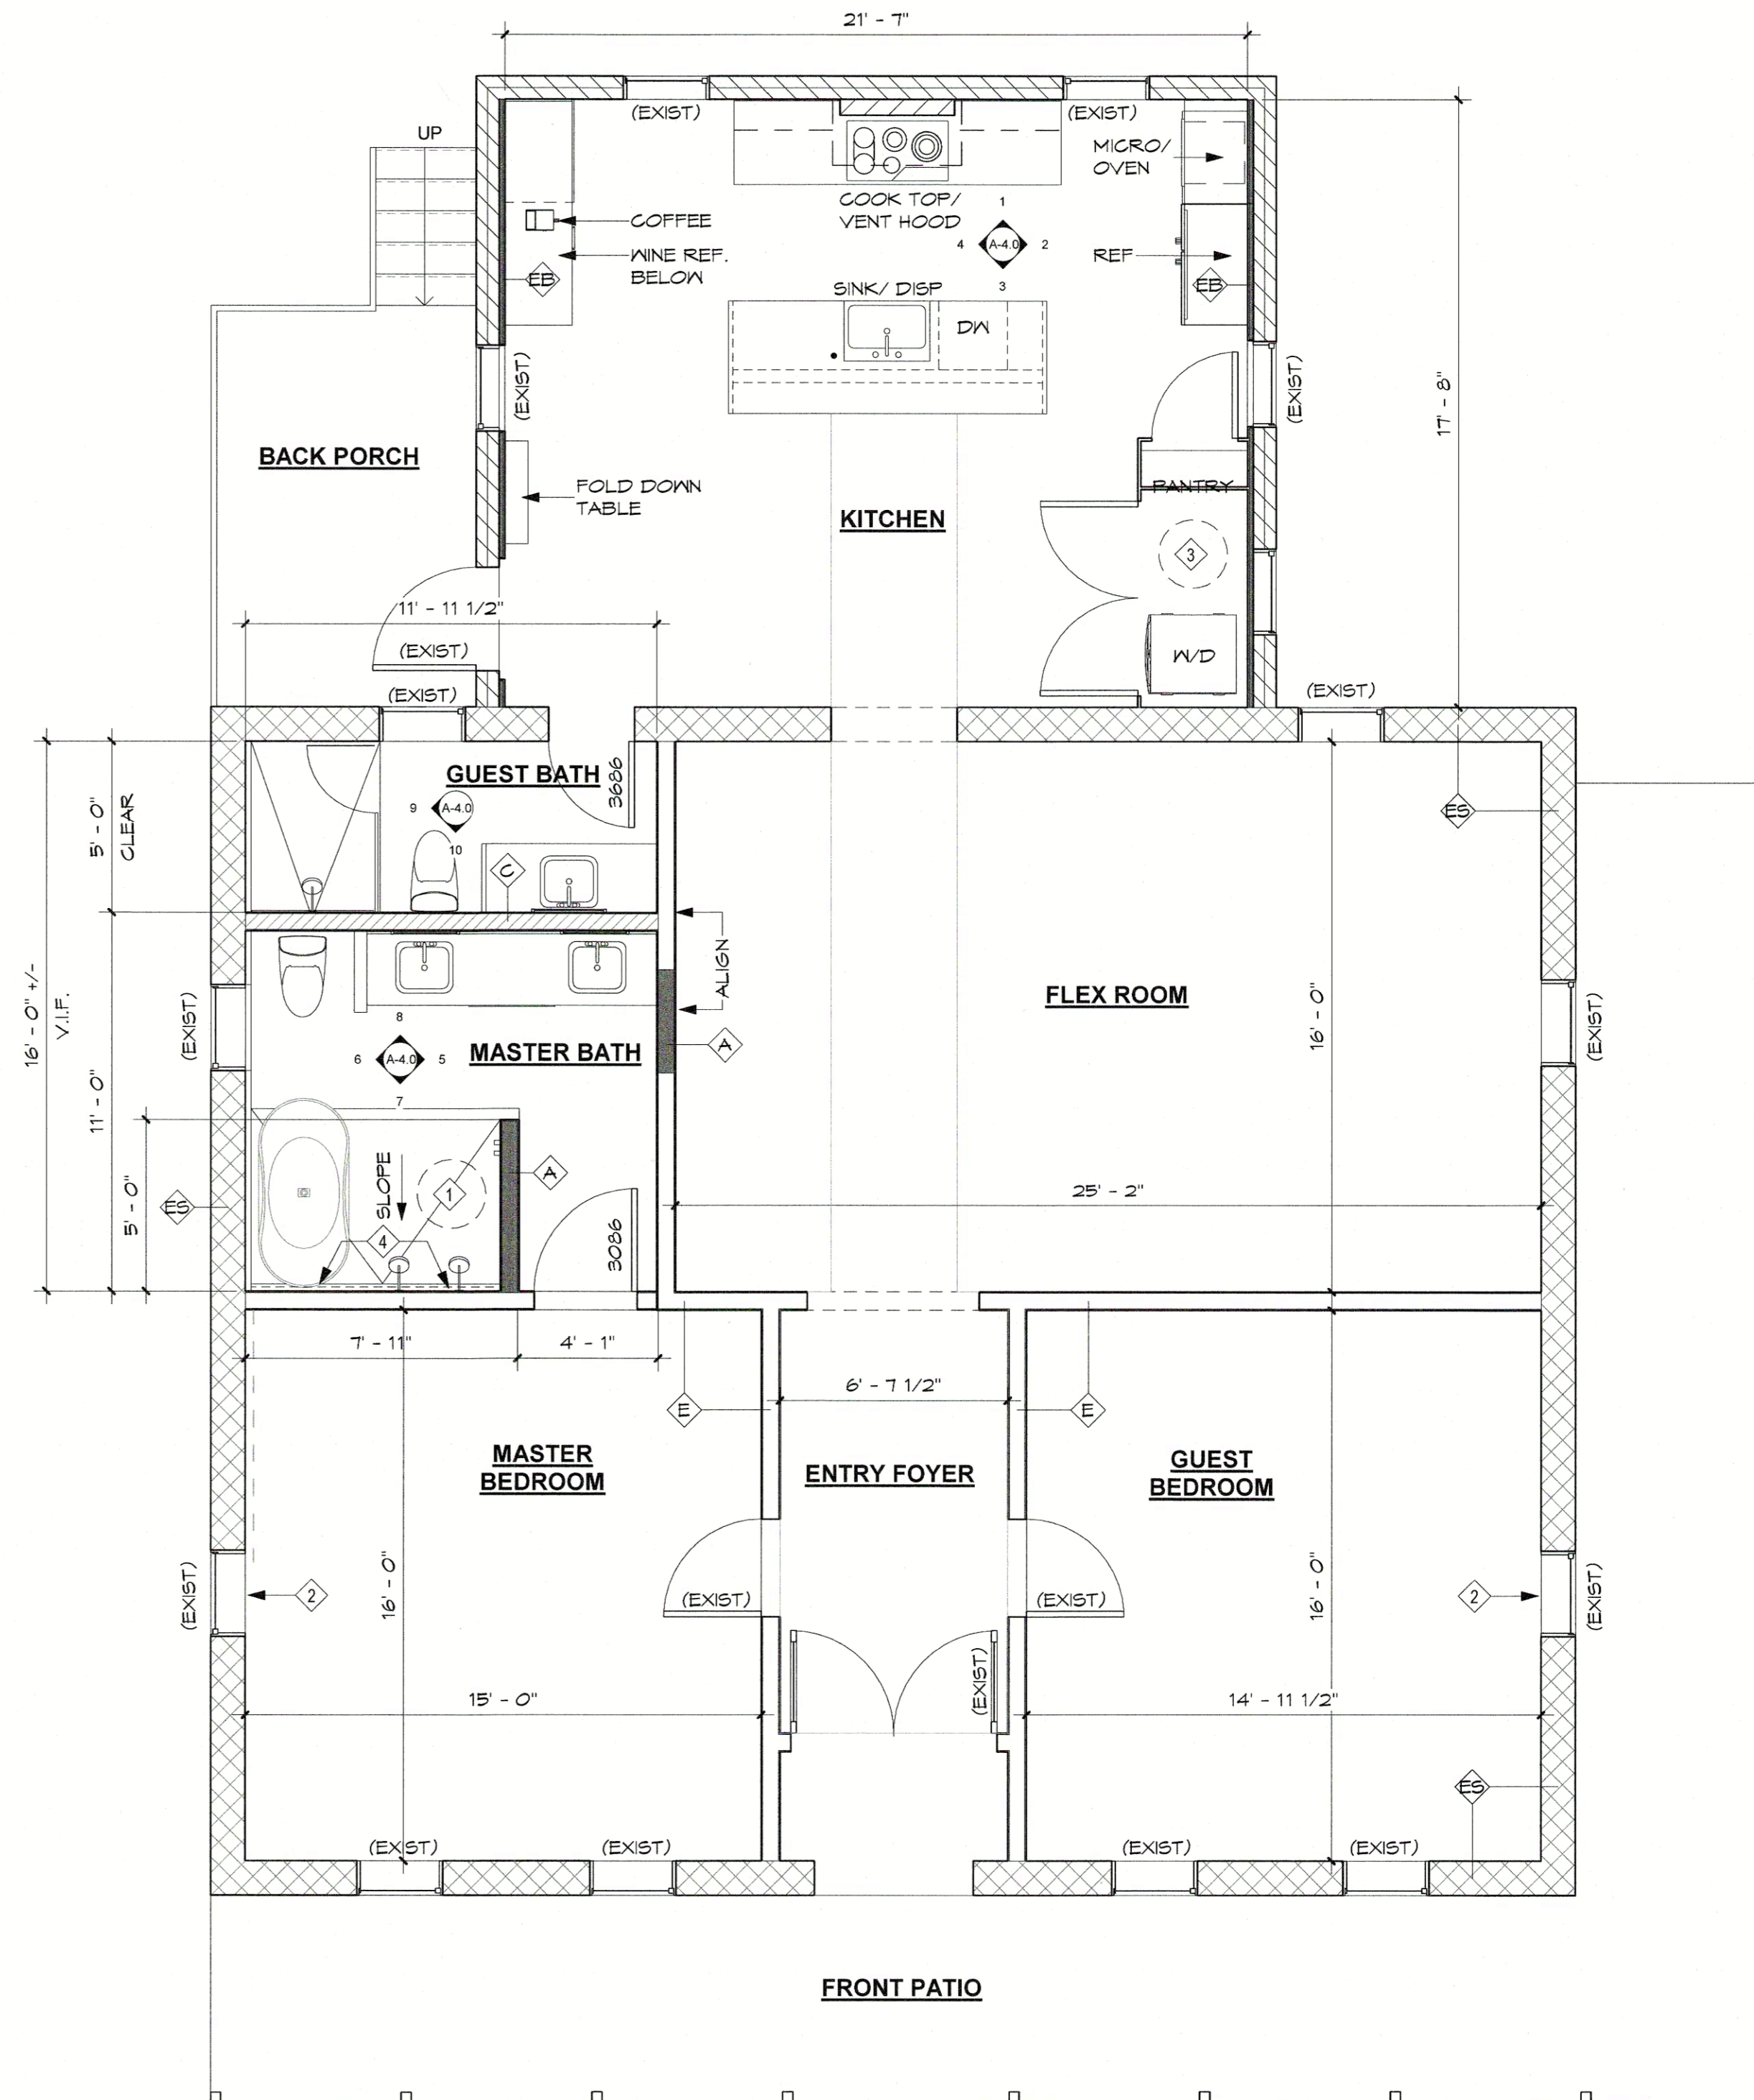 21' - 7"
(EXIST)
(EXIST)
UP
MICRO/
OVEN
COOK TOP/
VENT HOOD
COFFEE
WINE REF.
BELOW
EB
1
4
A-4.0
2
3
REF
EB
SINK/ DISP
DW
(EXIST)
(EXIST)
17' - 8"
BACK PORCH
FOLD DOWN
TABLE
KITCHEN
PANTRY
3
W/D
11' - 11 1/2"
(EXIST)
(EXIST)
(EXIST)
GUEST BATH
3686
9
A-4.0
10
C
5' - 0"
CLEAR
ES
16' - 0" +/-
V.I.F.
11' - 0"
ALIGN
A
FLEX ROOM
16' - 0"
(EXIST)
(EXIST)
8
6
A-4.0
5
7
MASTER BATH
5' - 0"
ES
SLOPE
1
A
4
3086
25' - 2"
7' - 11"
4' - 1"
6' - 7 1/2"
E
E
MASTER
BEDROOM
ENTRY FOYER
GUEST
BEDROOM
16' - 0"
16' - 0"
(EXIST)
2
(EXIST)
(EXIST)
2
(EXIST)
(EXIST)
15' - 0"
14' - 11 1/2"
ES
(EXIST)
(EXIST)
(EXIST)
(EXIST)
FRONT PATIO